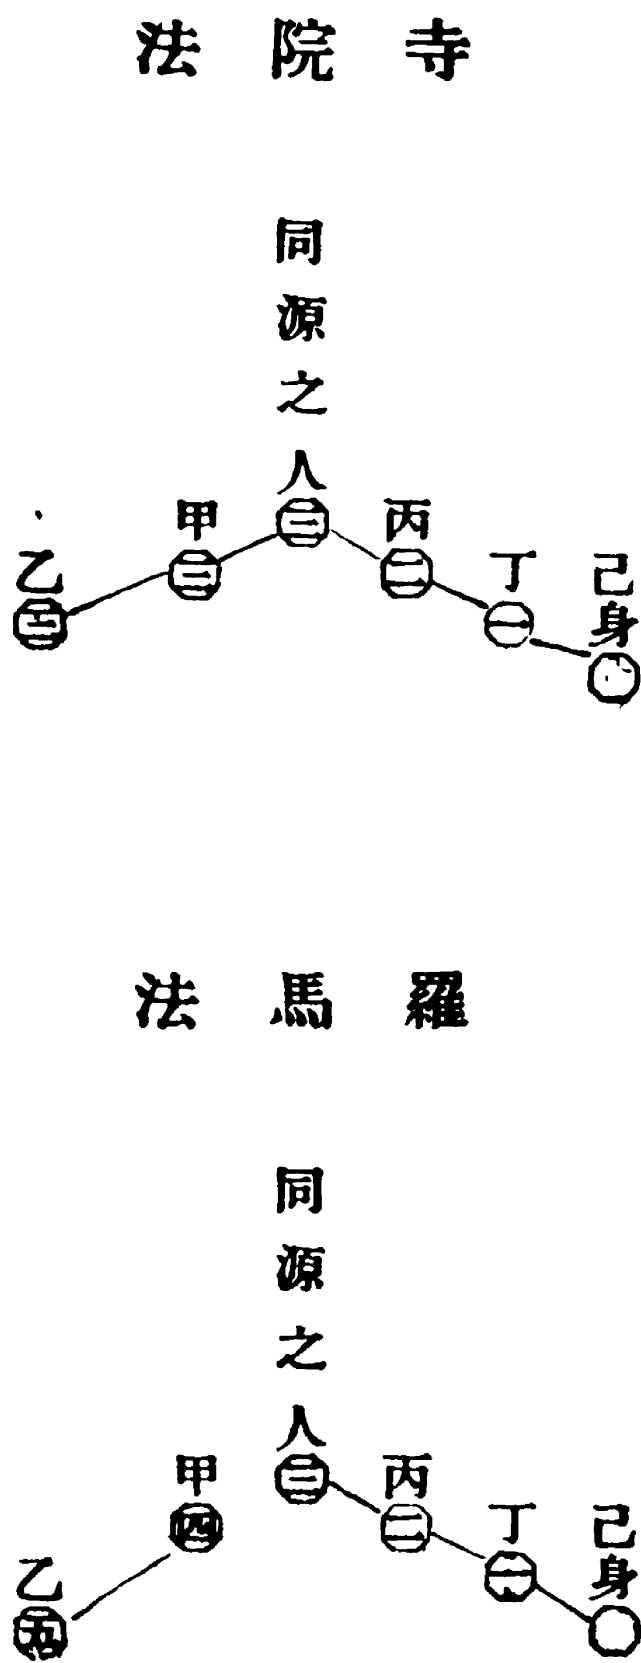 寺院法
己身
丁
一
丙
二
同源之人
三
甲
三
乙
三
羅馬法
己身
丁
一
丙
二
同源之人
三
甲
四
乙
五